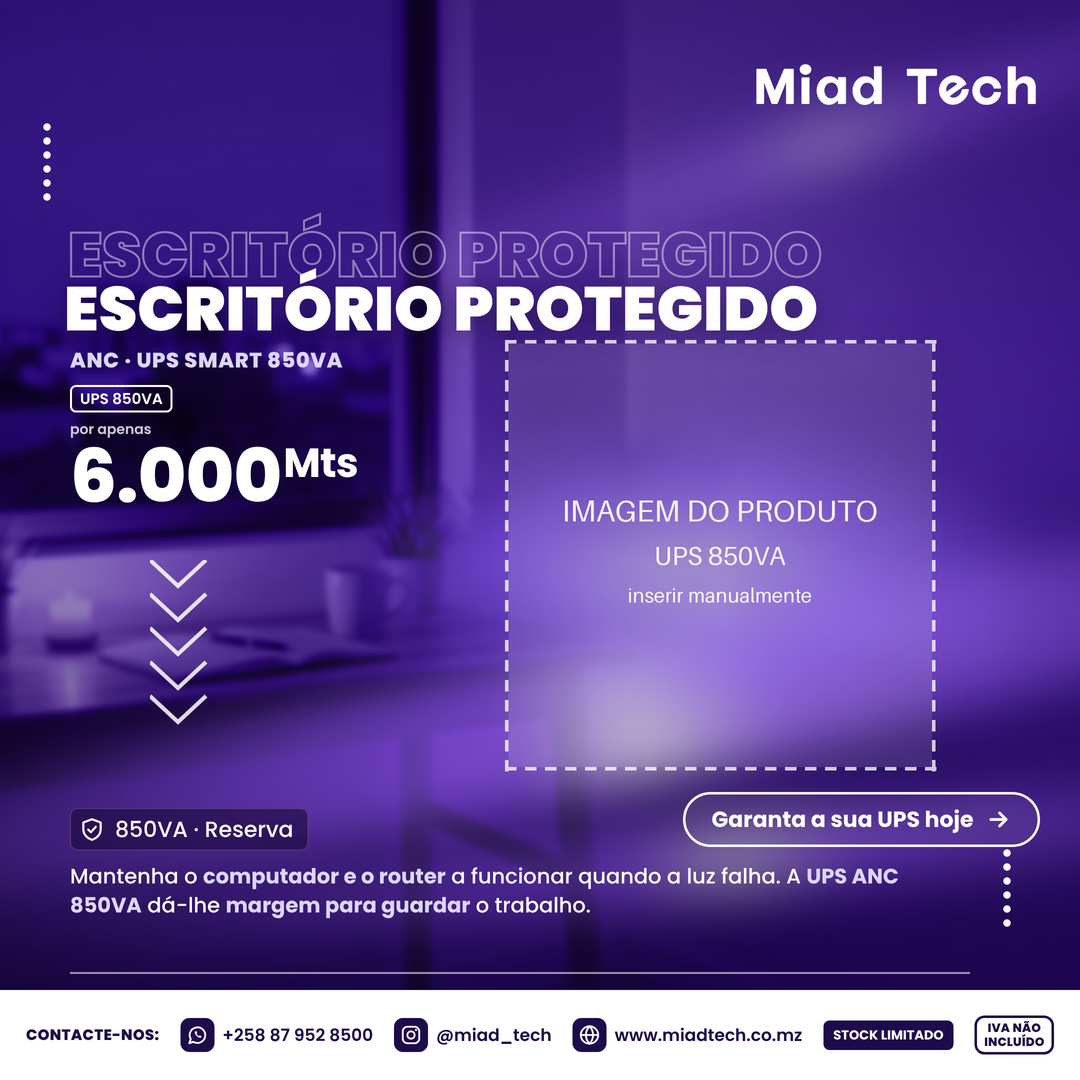 Miad Tech
ESCRITÓRIO PROTEGIDO
ESCRITÓRIO PROTEGIDO
ANC · UPS SMART 850VA
UPS 850VA
por apenas
6.000Mts
IMAGEM DO PRODUTO
UPS 850VA
inserir manualmente
850VA · Reserva
Garanta a sua UPS hoje
Mantenha o computador e o router a funcionar quando a luz falha. A UPS ANC
850VA dá-lhe margem para guardar o trabalho.
CONTACTE-NOS: +258 87 952 8500 @miad_tech www.miadtech.co.mz STOCK LIMITADO IVA NÃO
INCLUÍDO